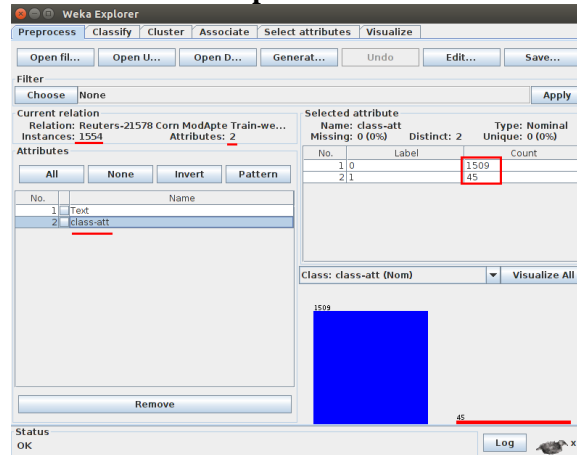 Weka Explorer
Preprocess Classify Cluster Associate Select attributes Visualize
Open fil... Open U... Open D... Generat... Undo Edit... Save...
Filter
Choose None Apply
Current relation
Relation: Reuters-21578 Corn ModApte Train-we...
Instances: 1554 Attributes: 2
Attributes
All None Invert Pattern
No. Name
1 Text
2 class-att
Remove
Selected attribute
Name: class-att Type: Nominal
Missing: 0 (0%) Distinct: 2 Unique: 0 (0%)
No. Label Count
1 0 1509
2 1 45
Class: class-att (Nom) Visualize All
1509
45
Status
OK Log x